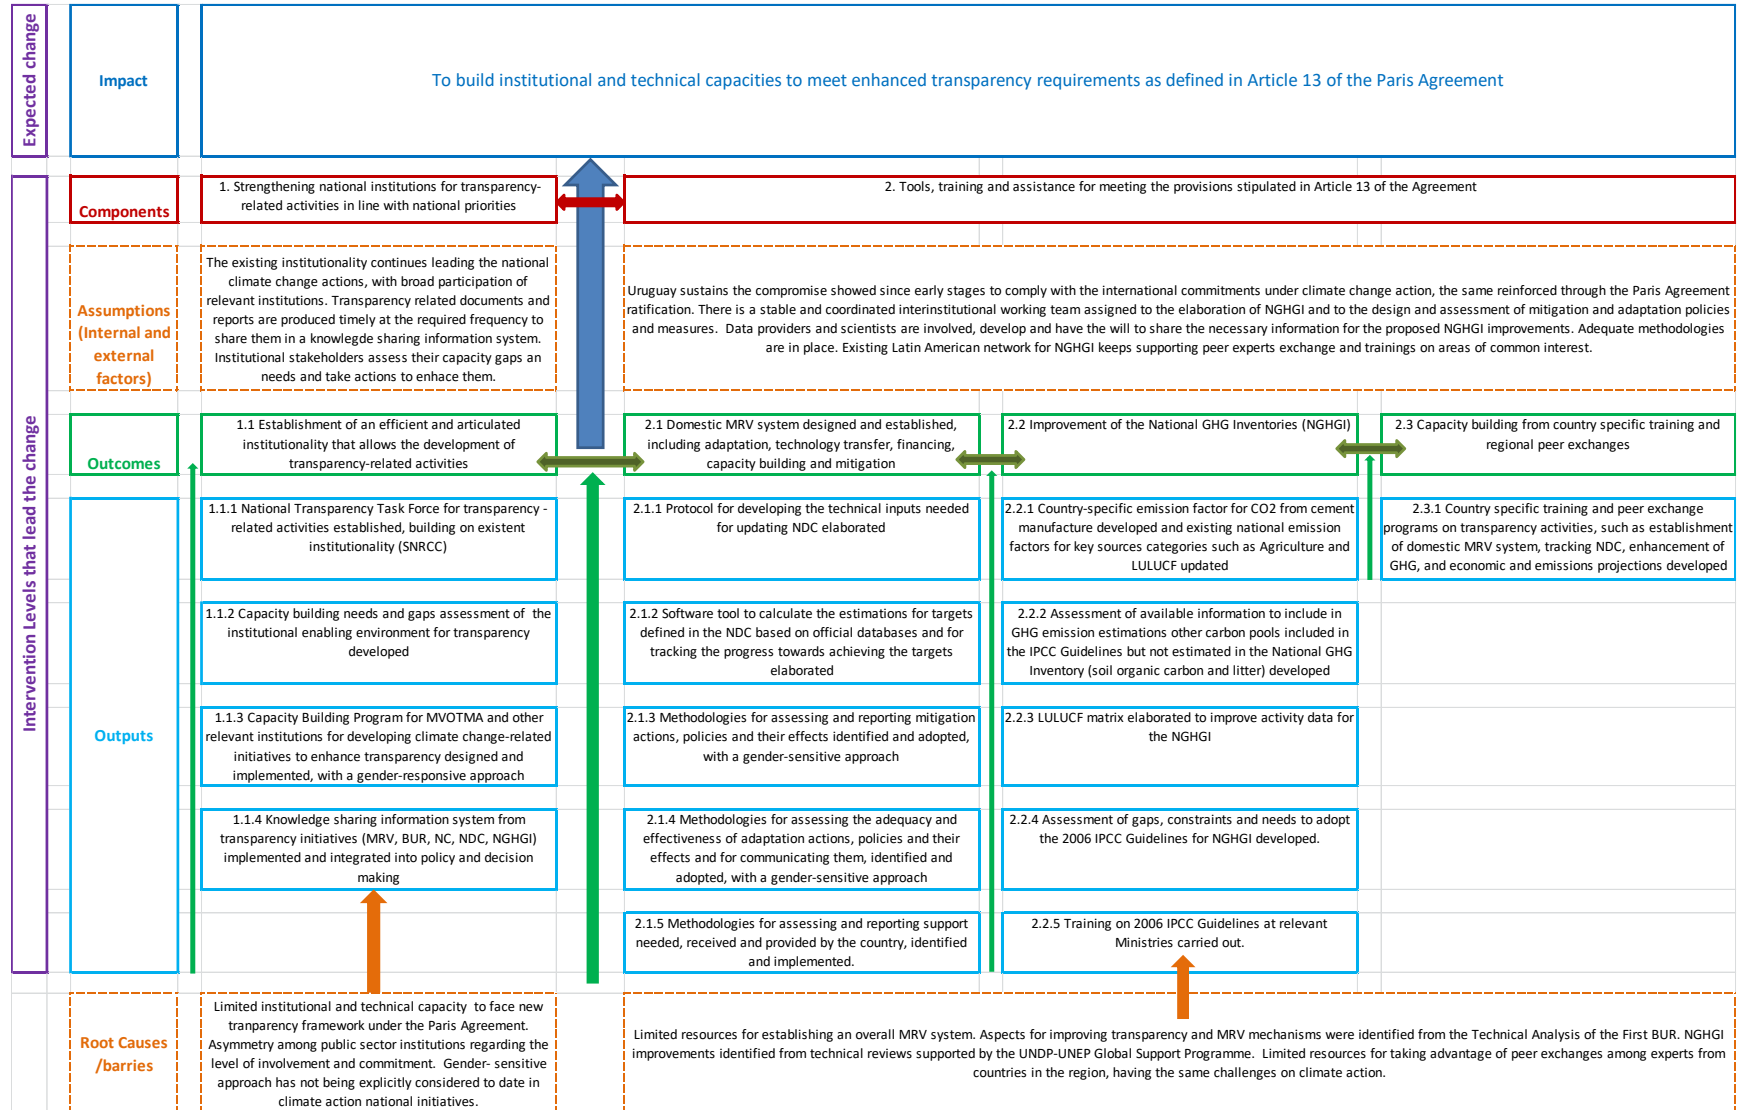 Expected change
Impact
To build institutional and technical capacities to meet enhanced transparency requirements as defined in Article 13 of the Paris Agreement
Intervention Levels that lead the change
Components
1. Strengthening national institutions for transparency-
related activities in line with national priorities
2. Tools, training and assistance for meeting the provisions stipulated in Article 13 of the Agreement
Assumptions
(Internal and
external
factors)
The existing institutionality continues leading the national
climate change actions, with broad participation of
relevant institutions. Transparency related documents and
reports are produced timely at the required frequency to
share them in a knowlegde sharing information system.
Institutional stakeholders assess their capacity gaps an
needs and take actions to enhace them.
Uruguay sustains the compromise showed since early stages to comply with the international commitments under climate change action, the same reinforced through the Paris Agreement
ratification. There is a stable and coordinated interinstitutional working team assigned to the elaboration of NGHGI and to the design and assessment of mitigation and adaptation policies
and measures. Data providers and scientists are involved, develop and have the will to share the necessary information for the proposed NGHGI improvements. Adequate methodologies
are in place. Existing Latin American network for NGHGI keeps supporting peer experts exchange and trainings on areas of common interest.
Outcomes
1.1 Establishment of an efficient and articulated
institutionality that allows the development of
transparency-related activities
2.1 Domestic MRV system designed and established,
including adaptation, technology transfer, financing,
capacity building and mitigation
2.2 Improvement of the National GHG Inventories (NGHGI)
2.3 Capacity building from country specific training and
regional peer exchanges
Outputs
1.1.1 National Transparency Task Force for transparency -
related activities established, building on existent
institutionality (SNRCC)
2.1.1 Protocol for developing the technical inputs needed
for updating NDC elaborated
2.2.1 Country-specific emission factor for CO2 from cement
manufacture developed and existing national emission
factors for key sources categories such as Agriculture and
LULUCF updated
2.3.1 Country specific training and peer exchange
programs on transparency activities, such as establishment
of domestic MRV system, tracking NDC, enhancement of
GHG, and economic and emissions projections developed
1.1.2 Capacity building needs and gaps assessment of the
institutional enabling environment for transparency
developed
2.1.2 Software tool to calculate the estimations for targets
defined in the NDC based on official databases and for
tracking the progress towards achieving the targets
elaborated
2.2.2 Assessment of available information to include in
GHG emission estimations other carbon pools included in
the IPCC Guidelines but not estimated in the National GHG
Inventory (soil organic carbon and litter) developed
1.1.3 Capacity Building Program for MVOTMA and other
relevant institutions for developing climate change-related
initiatives to enhance transparency designed and
implemented, with a gender-responsive approach
2.1.3 Methodologies for assessing and reporting mitigation
actions, policies and their effects identified and adopted,
with a gender-sensitive approach
2.2.3 LULUCF matrix elaborated to improve activity data for
the NGHGI
1.1.4 Knowledge sharing information system from
transparency initiatives (MRV, BUR, NC, NDC, NGHGI)
implemented and integrated into policy and decision
making
2.1.4 Methodologies for assessing the adequacy and
effectiveness of adaptation actions, policies and their
effects and for communicating them, identified and
adopted, with a gender-sensitive approach
2.2.4 Assessment of gaps, constraints and needs to adopt
the 2006 IPCC Guidelines for NGHGI developed.
2.1.5 Methodologies for assessing and reporting support
needed, received and provided by the country, identified
and implemented.
2.2.5 Training on 2006 IPCC Guidelines at relevant
Ministries carried out.
Root Causes
/barries
Limited institutional and technical capacity to face new
tranparency framework under the Paris Agreement.
Asymmetry among public sector institutions regarding the
level of involvement and commitment. Gender- sensitive
approach has not being explicitly considered to date in
climate action national initiatives.
Limited resources for establishing an overall MRV system. Aspects for improving transparency and MRV mechanisms were identified from the Technical Analysis of the First BUR. NGHGI
improvements identified from technical reviews supported by the UNDP-UNEP Global Support Programme. Limited resources for taking advantage of peer exchanges among experts from
countries in the region, having the same challenges on climate action.